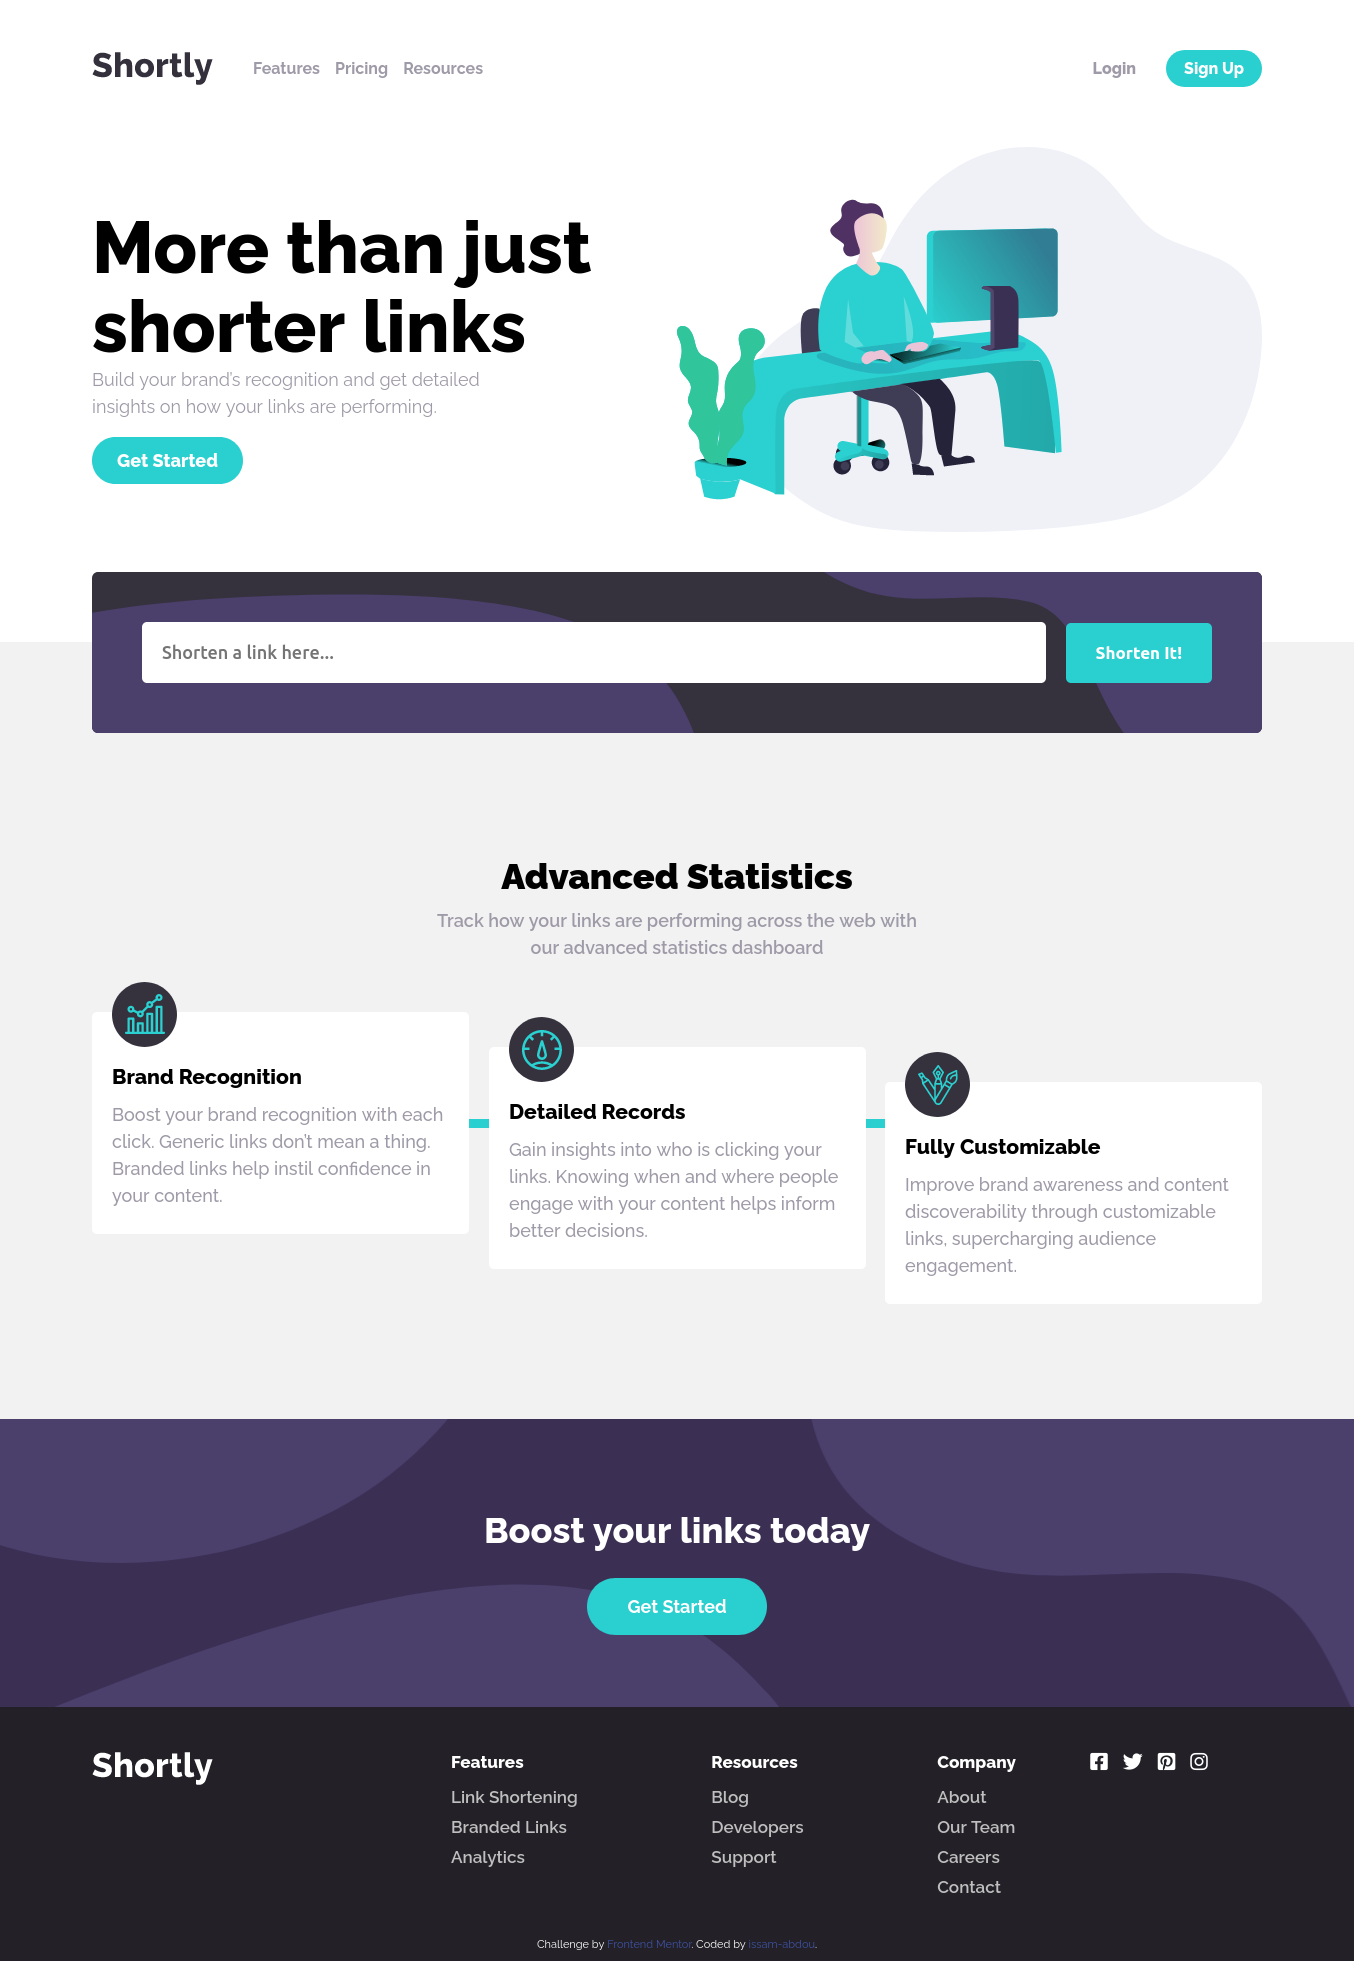 Shortly
Features Pricing Resources
Login
Sign Up
More than just
shorter links
Build your brand's recognition and get detailed
insights on how your links are performing.
Get Started
Shorten a link here...
Shorten It!
Advanced Statistics
Track how your links are performing across the web with
our advanced statistics dashboard
Brand Recognition
Boost your brand recognition with each
click. Generic links don't mean a thing.
Branded links help instil confidence in
your content.
Detailed Records
Gain insights into who is clicking your
links. Knowing when and where people
engage with your content helps inform
better decisions.
Fully Customizable
Improve brand awareness and content
discoverability through customizable
links, supercharging audience
engagement.
Boost your links today
Get Started
Shortly
Features
Link Shortening
Branded Links
Analytics
Resources
Blog
Developers
Support
Company
About
Our Team
Careers
Contact
Challenge by Frontend Mentor. Coded by issam-abdou.